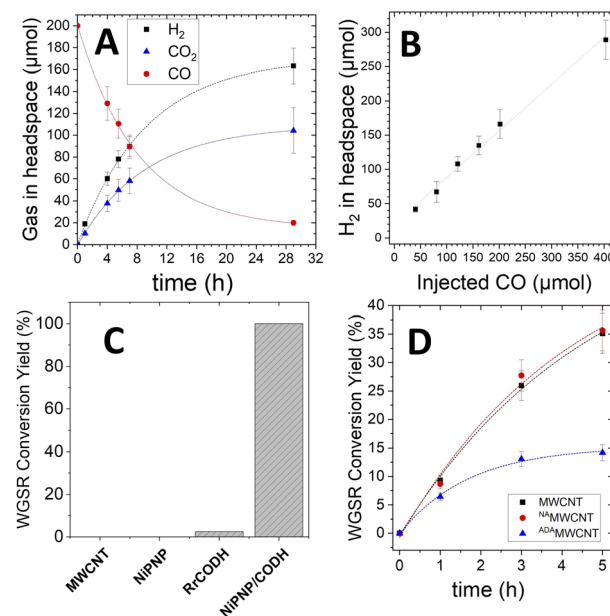 A
H2
CO2
CO
Gas in headspace (µmol)
200
180
160
140
120
100
80
60
40
20
0
0 4 8 12 16 20 24 28 32
time (h)
B
H2 in headspace (µmol)
300
250
200
150
100
50
0
0 50 100 150 200 250 300 350 400
Injected CO (µmol)
C
WGSR Conversion Yield (%)
100
80
60
40
20
0
MWCNT
NiPNP
RrCODH
NiPNP/CODH
D
WGSR Conversion Yield (%)
40
35
30
25
20
15
10
5
0
0 1 2 3 4 5
time (h)
MWCNT
NAMWCNT
ADAMWCNT